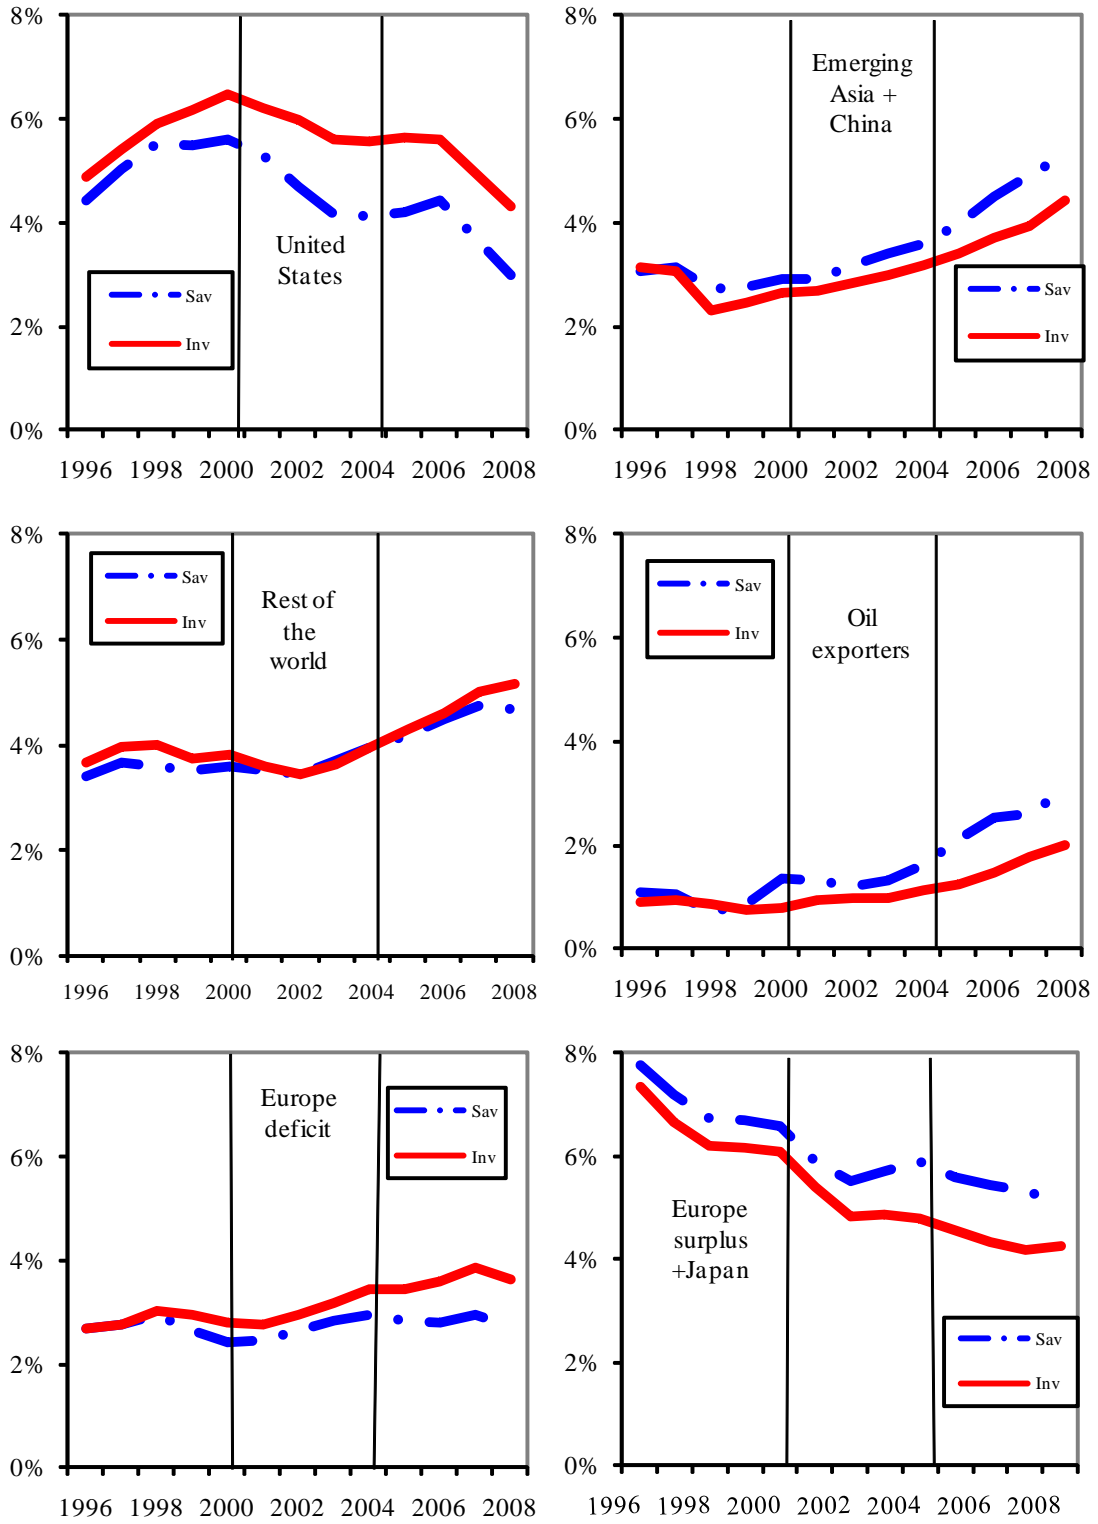 8%
6%
4%
2%
0%
United
States
Sav
Inv
1996 1998 2000 2002 2004 2006 2008
8%
6%
4%
2%
0%
Emerging
Asia +
China
Sav
Inv
1996 1998 2000 2002 2004 2006 2008
8%
6%
4%
2%
0%
Sav
Inv
Rest of
the
world
1996 1998 2000 2002 2004 2006 2008
8%
6%
4%
2%
0%
Sav
Inv
Oil
exporters
1996 1998 2000 2002 2004 2006 2008
8%
6%
4%
2%
0%
Europe
deficit
Sav
Inv
1996 1998 2000 2002 2004 2006 2008
8%
6%
4%
2%
0%
Europe
surplus
+Japan
Sav
Inv
1996 1998 2000 2002 2004 2006 2008